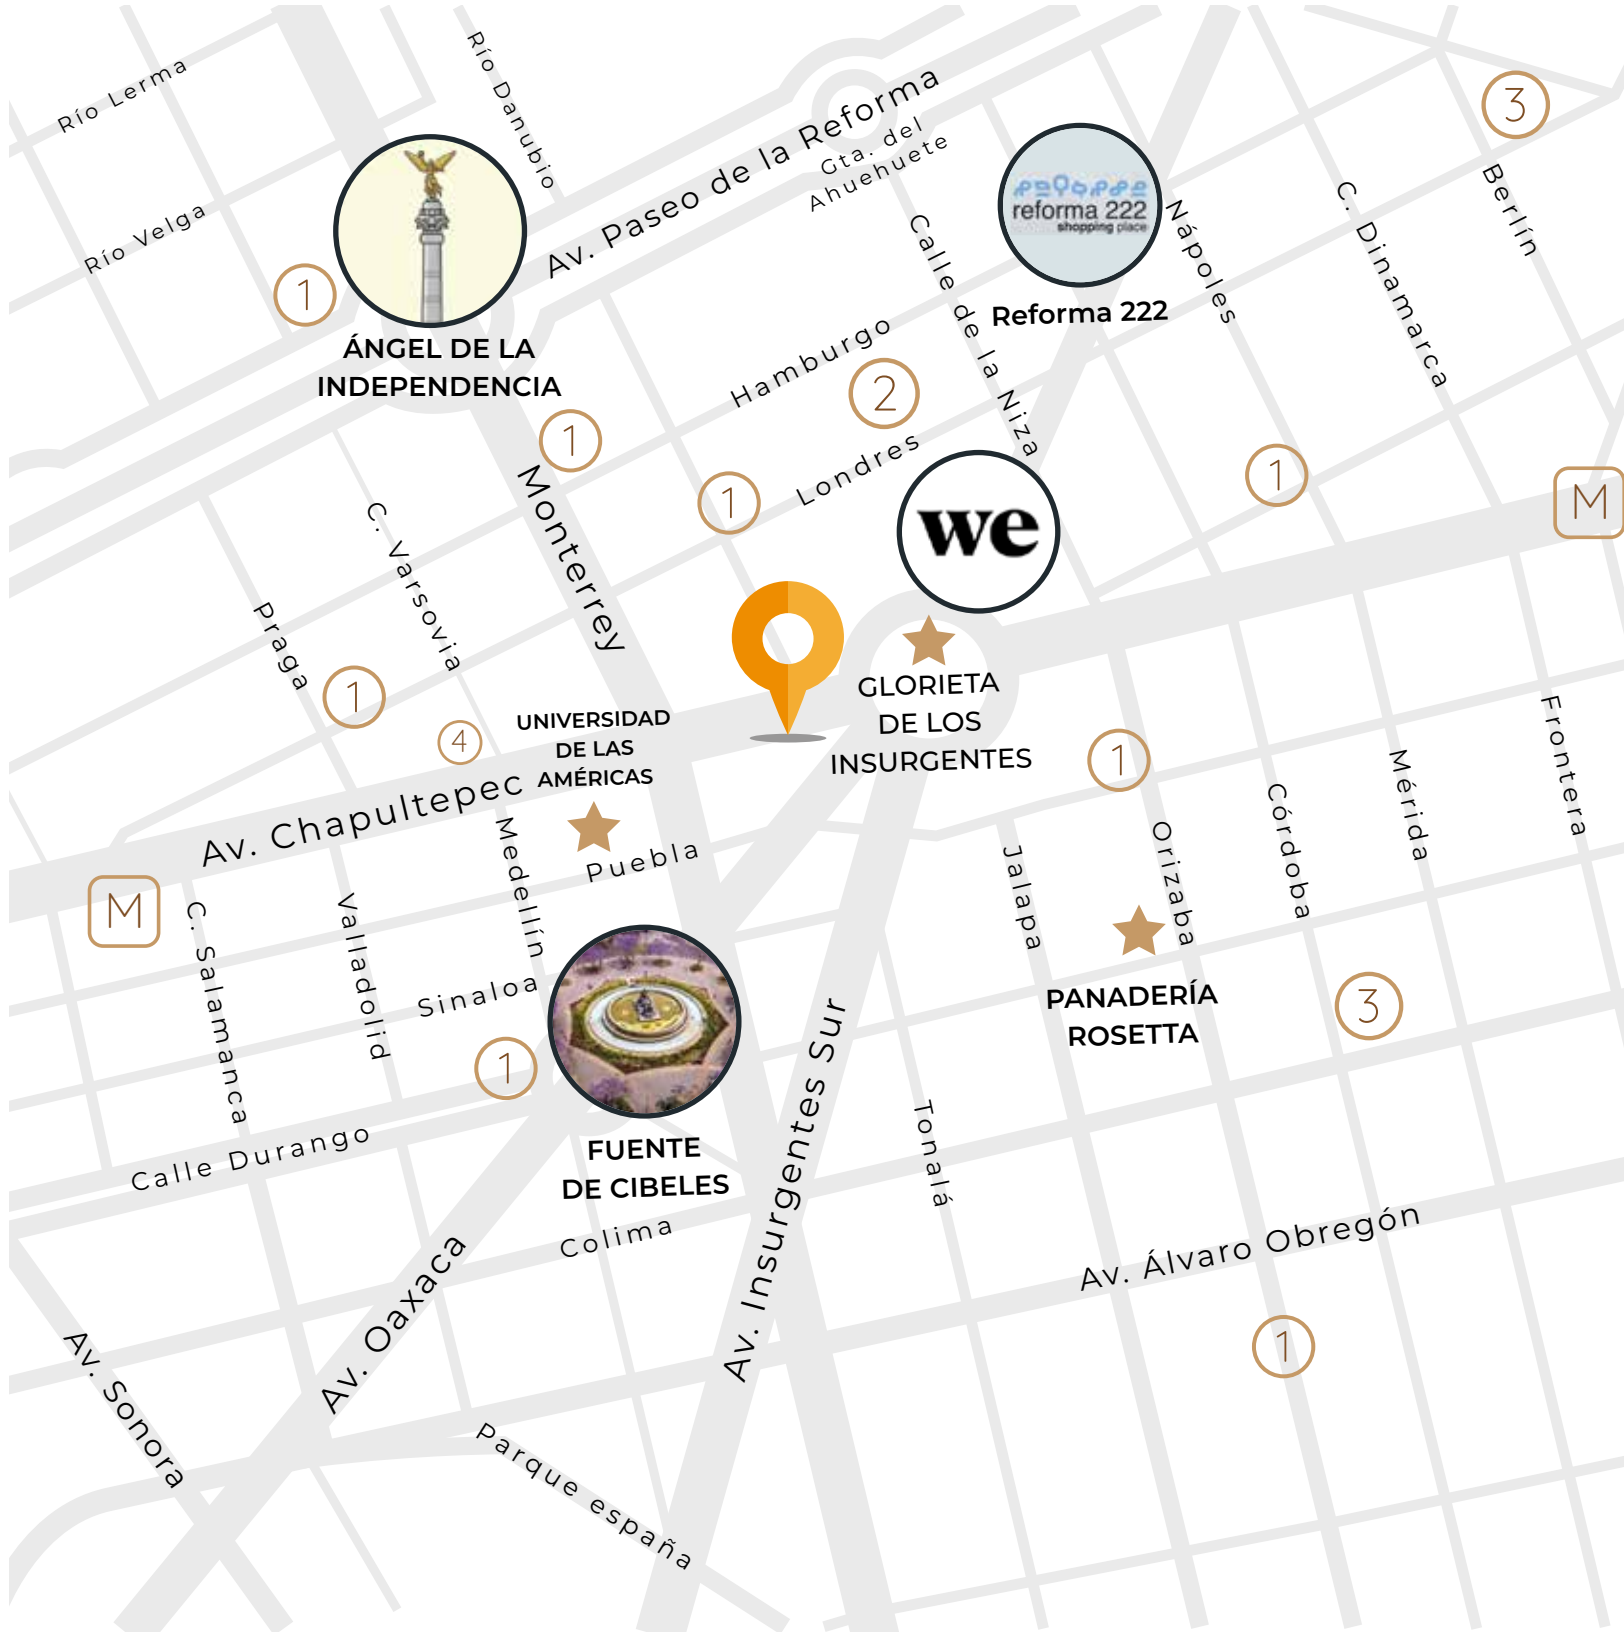 Río Lerma
Río Danubio
Av. Paseo de la Reforma
Gta. del
Ahuehuete
3
reforma 222
shopping place
Reforma 222
Río Velga
1
ÁNGEL DE LA
INDEPENDENCIA
Calle de la Niza
Nápoles
C. Dinamarca
Berlín
Hamburgo
2
1
Londres
1
we
1
M
Monterrey
C. Varsovia
Praga
1
4
UNIVERSIDAD
DE LAS
AMÉRICAS
GLORIETA
DE LOS
INSURGENTES
1
Av. Chapultepec
M
Medellín
Puebla
Jalapa
Orizaba
Córdoba
Mérida
Frontera
C. Salamanca
Valladolid
Sinaloa
1
PANADERÍA
ROSETTA
3
Calle Durango
FUENTE
DE CIBELES
Colima
Av. Insurgentes Sur
Tonalá
Av. Álvaro Obregón
1
Av. Oaxaca
Av. Sonora
Parque españa